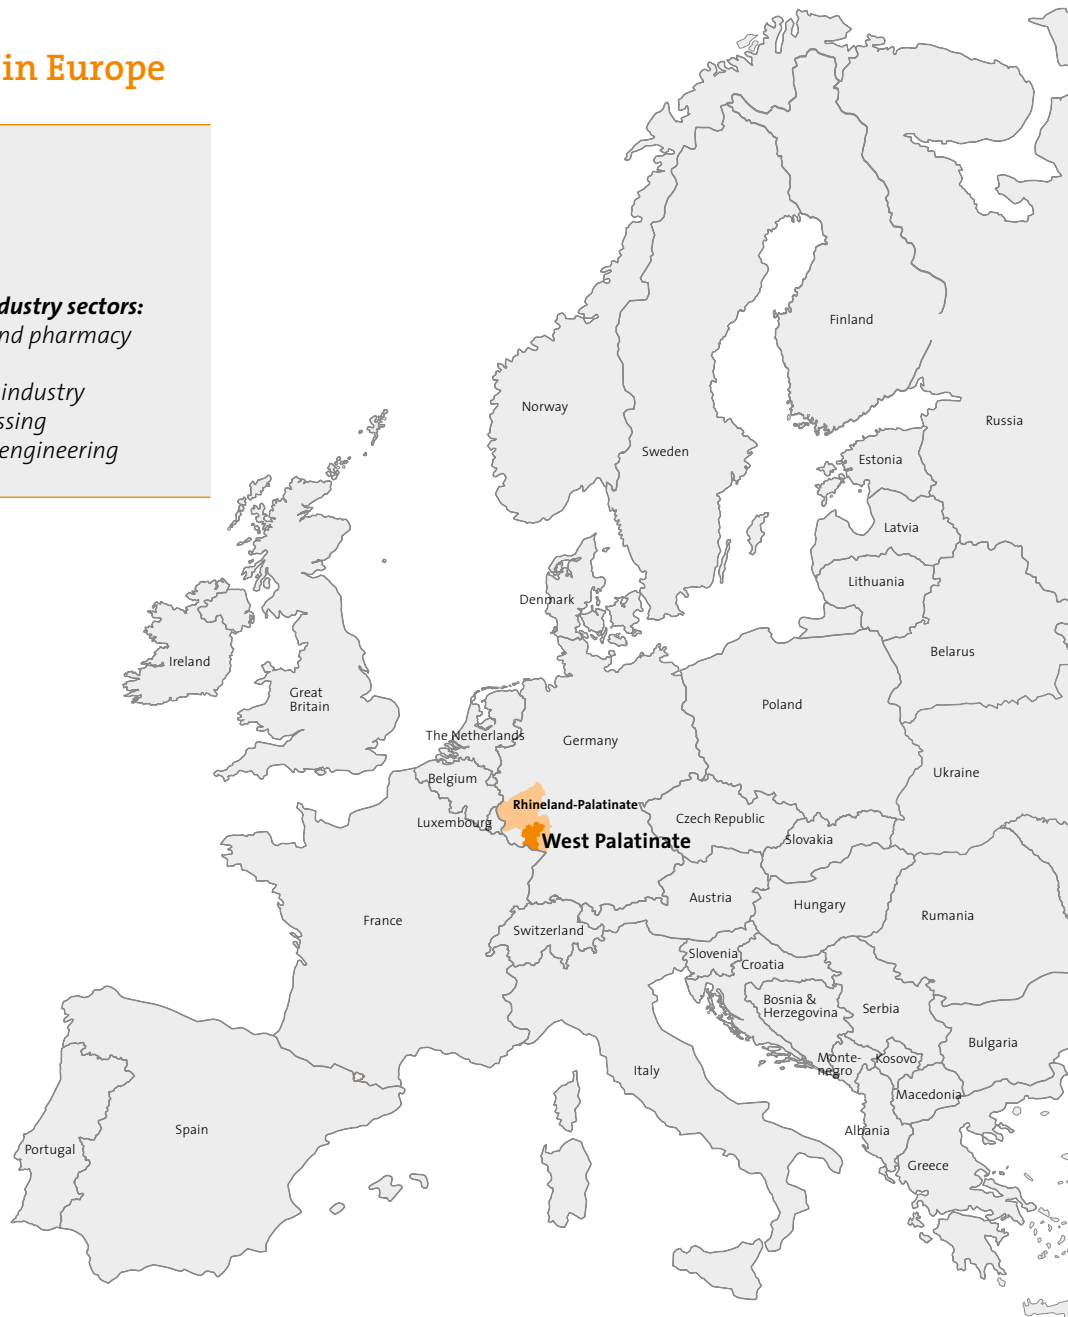 in Europe
dustry sectors:
nd pharmacy
industry
ssing
engineering
Finland
Norway
Russia
Sweden
Estonia
Latvia
Lithuania
Denmark
Belarus
Ireland
Great
Britain
Poland
The Netherlands
Germany
Ukraine
Belgium
Rhineland-Palatinate
Czech Republic
Luxembourg
West Palatinate
Slovakia
Austria
Hungary
Rumania
France
Switzerland
Slovenia
Croatia
Bosnia &
Herzegovina
Serbia
Bulgaria
Monte-
negro
Kosovo
Italy
Macedonia
Spain
Albania
Portugal
Greece